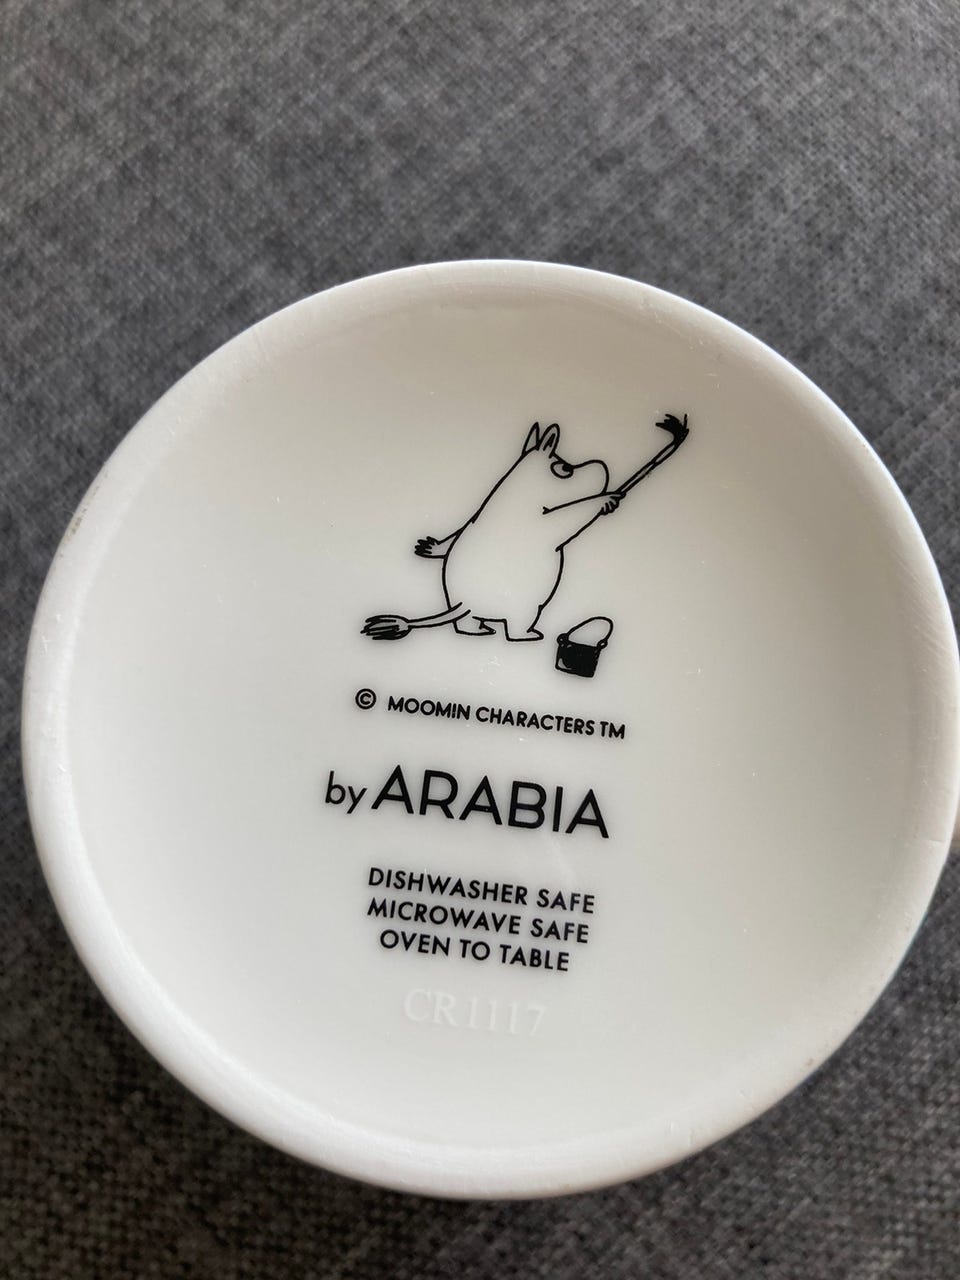 © MOOMIN CHARACTERS TM
by ARABIA
DISHWASHER SAFE
MICROWAVE SAFE
OVEN TO TABLE
CR1117